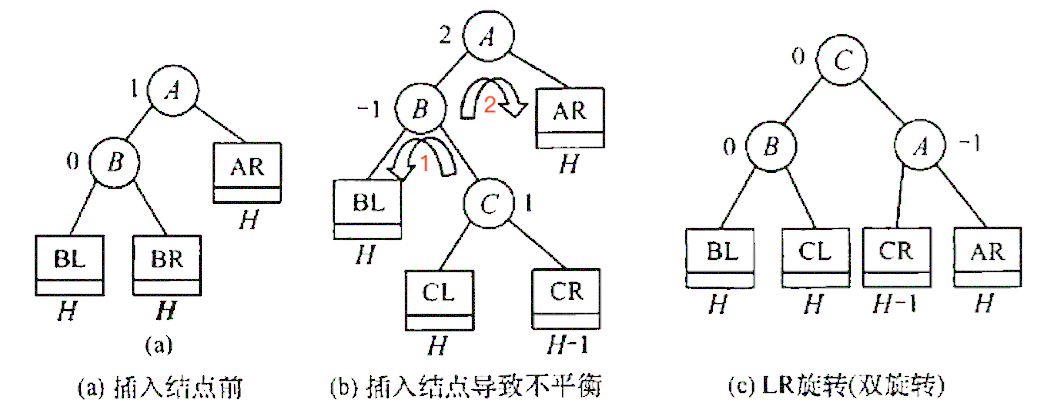 1 A
0 B
AR
H
BL
BR
H
H
(a)
(a) 插入结点前
2 A
-1 B
2
AR
H
1
BL
H
C 1
CL
CR
H
H-1
(b) 插入结点导致不平衡
0 C
0 B
A -1
BL
CL
CR
AR
H
H
H-1
H
(c) LR旋转(双旋转)